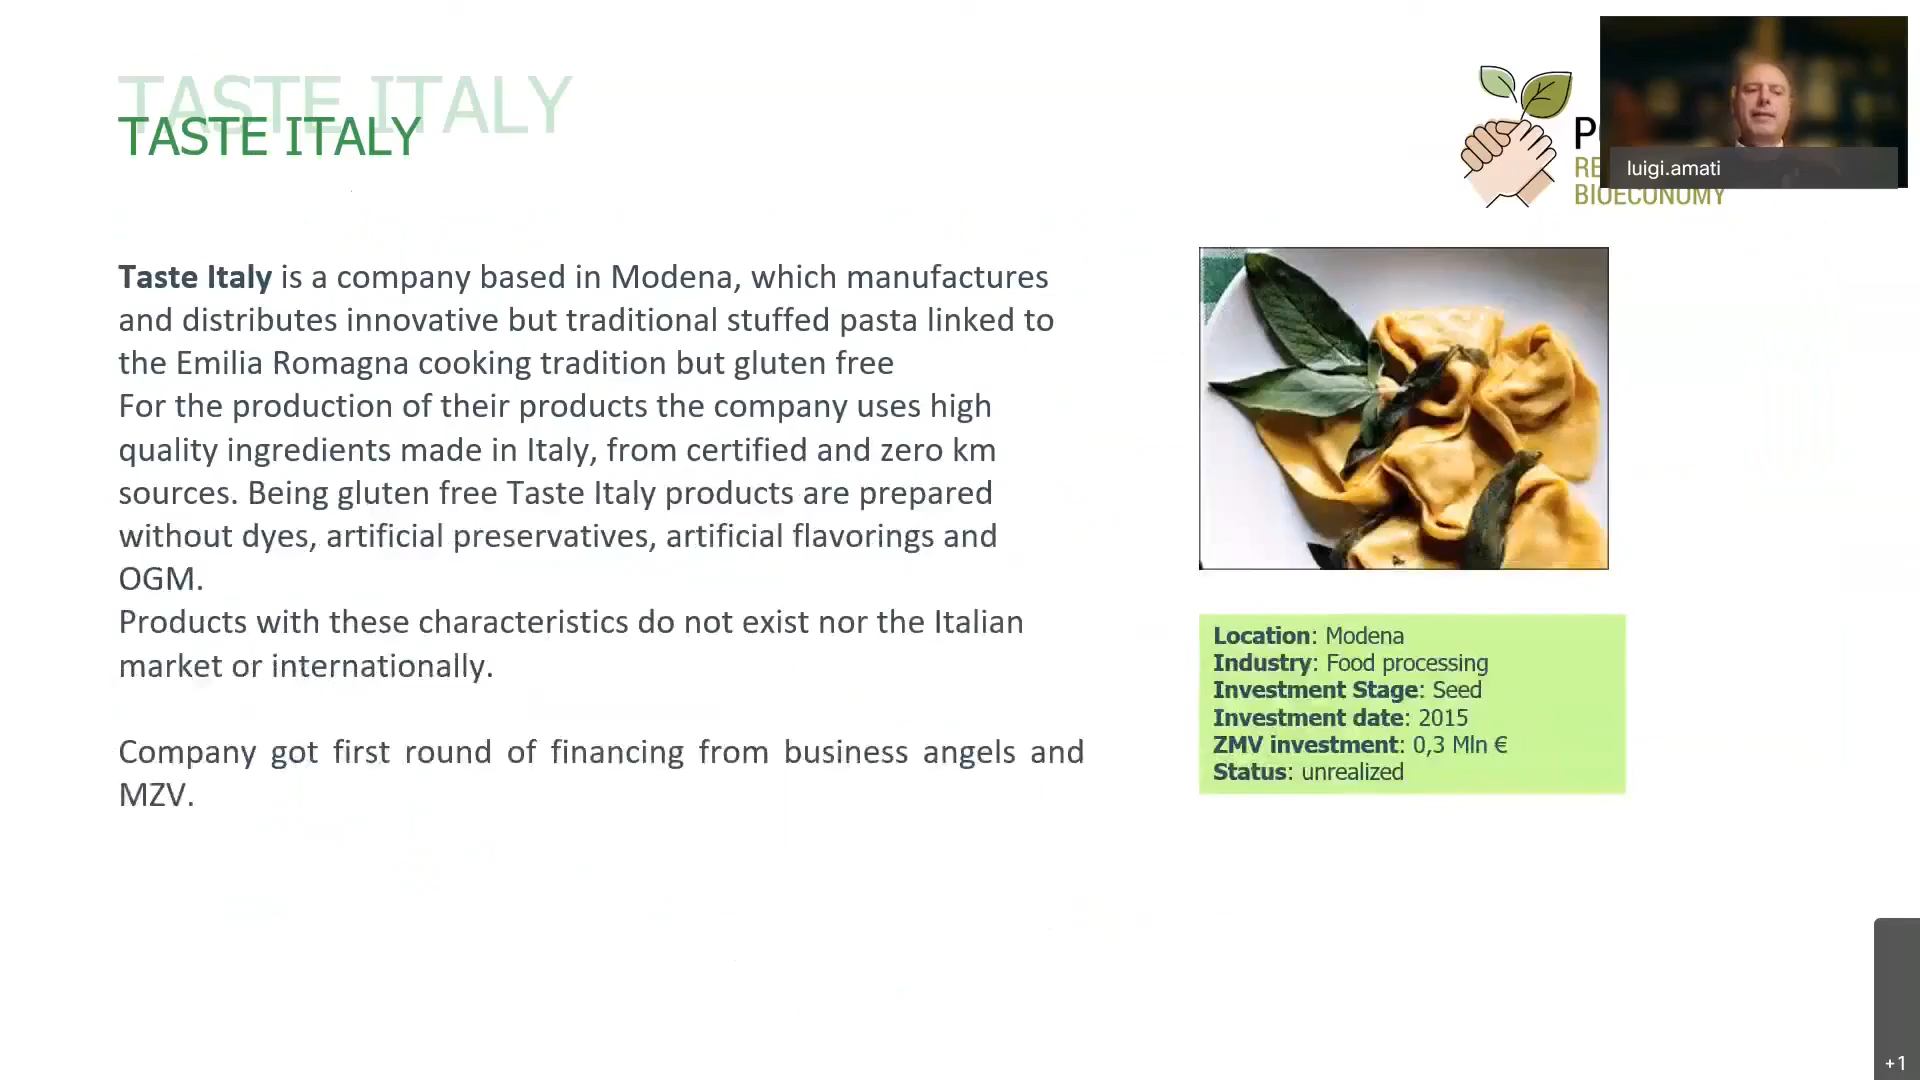 TASTE ITALY
TASTE ITALY
luigi.amati
BIOECONOMY
Taste Italy is a company based in Modena, which manufactures
and distributes innovative but traditional stuffed pasta linked to
the Emilia Romagna cooking tradition but gluten free
For the production of their products the company uses high
quality ingredients made in Italy, from certified and zero km
sources. Being gluten free Taste Italy products are prepared
without dyes, artificial preservatives, artificial flavorings and
OGM.
Products with these characteristics do not exist nor the Italian
market or internationally.
Company got first round of financing from business angels and
MZV.
Location: Modena
Industry: Food processing
Investment Stage: Seed
Investment date: 2015
ZMV investment: 0,3 Mln €
Status: unrealized
+1